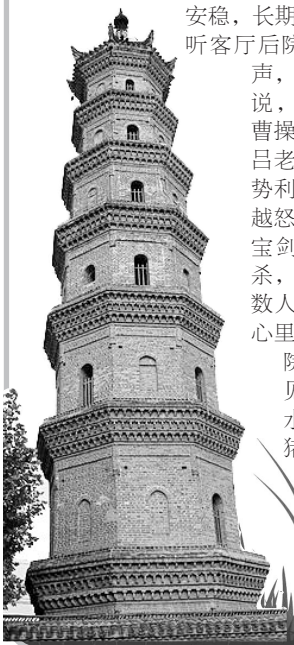 安稳，长期
听客厅后院
声，
说，
曹操
吕老
势利
越怒
宝剑
杀，
数人
心里